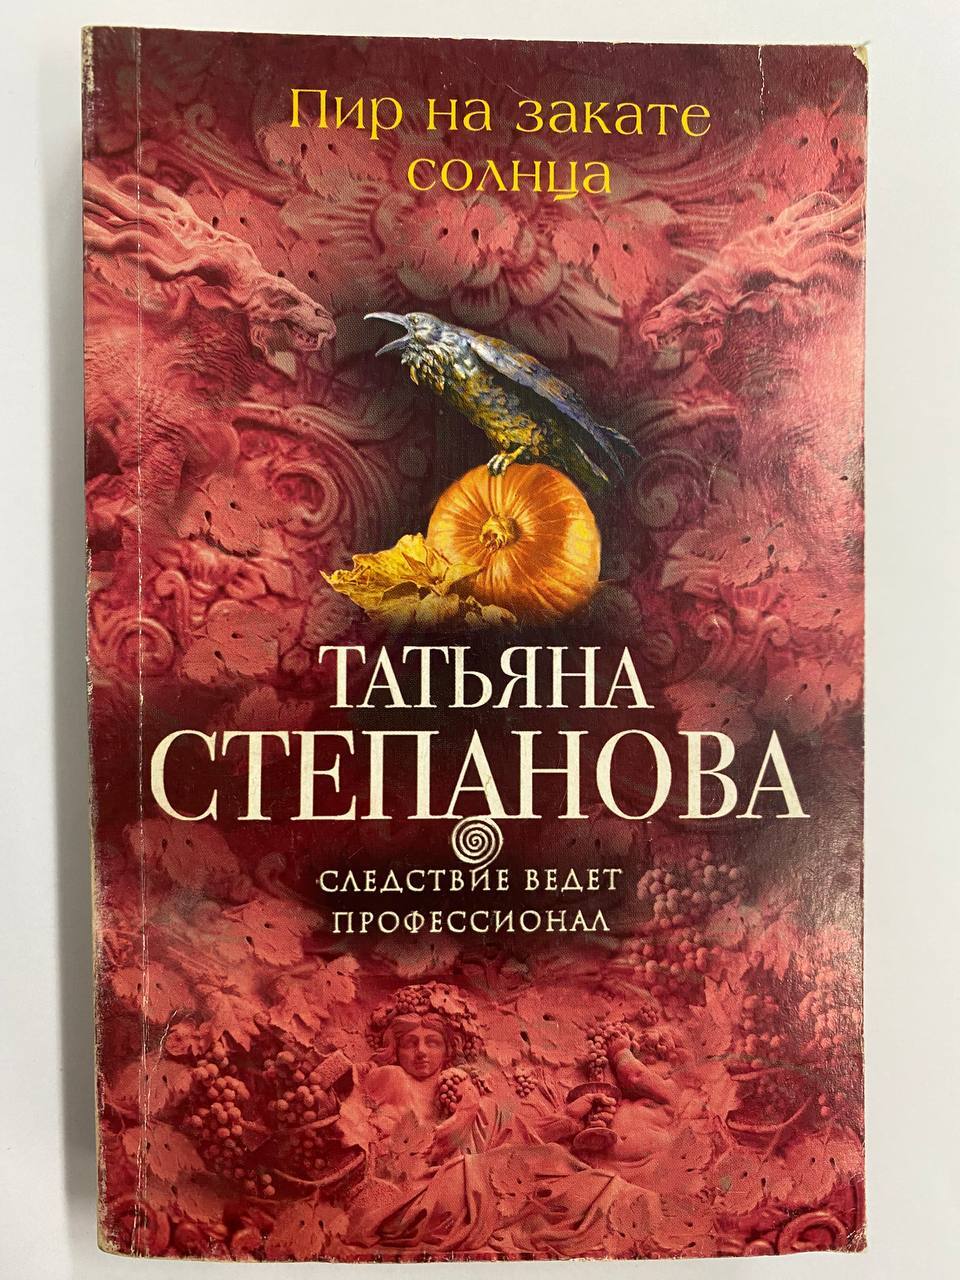 Пир на закате
солнца
ТАТЬЯНА
СТЕПАНОВА
СЛЕДСТВИЕ ВЕДЕТ
ПРОФЕССИОНАЛ